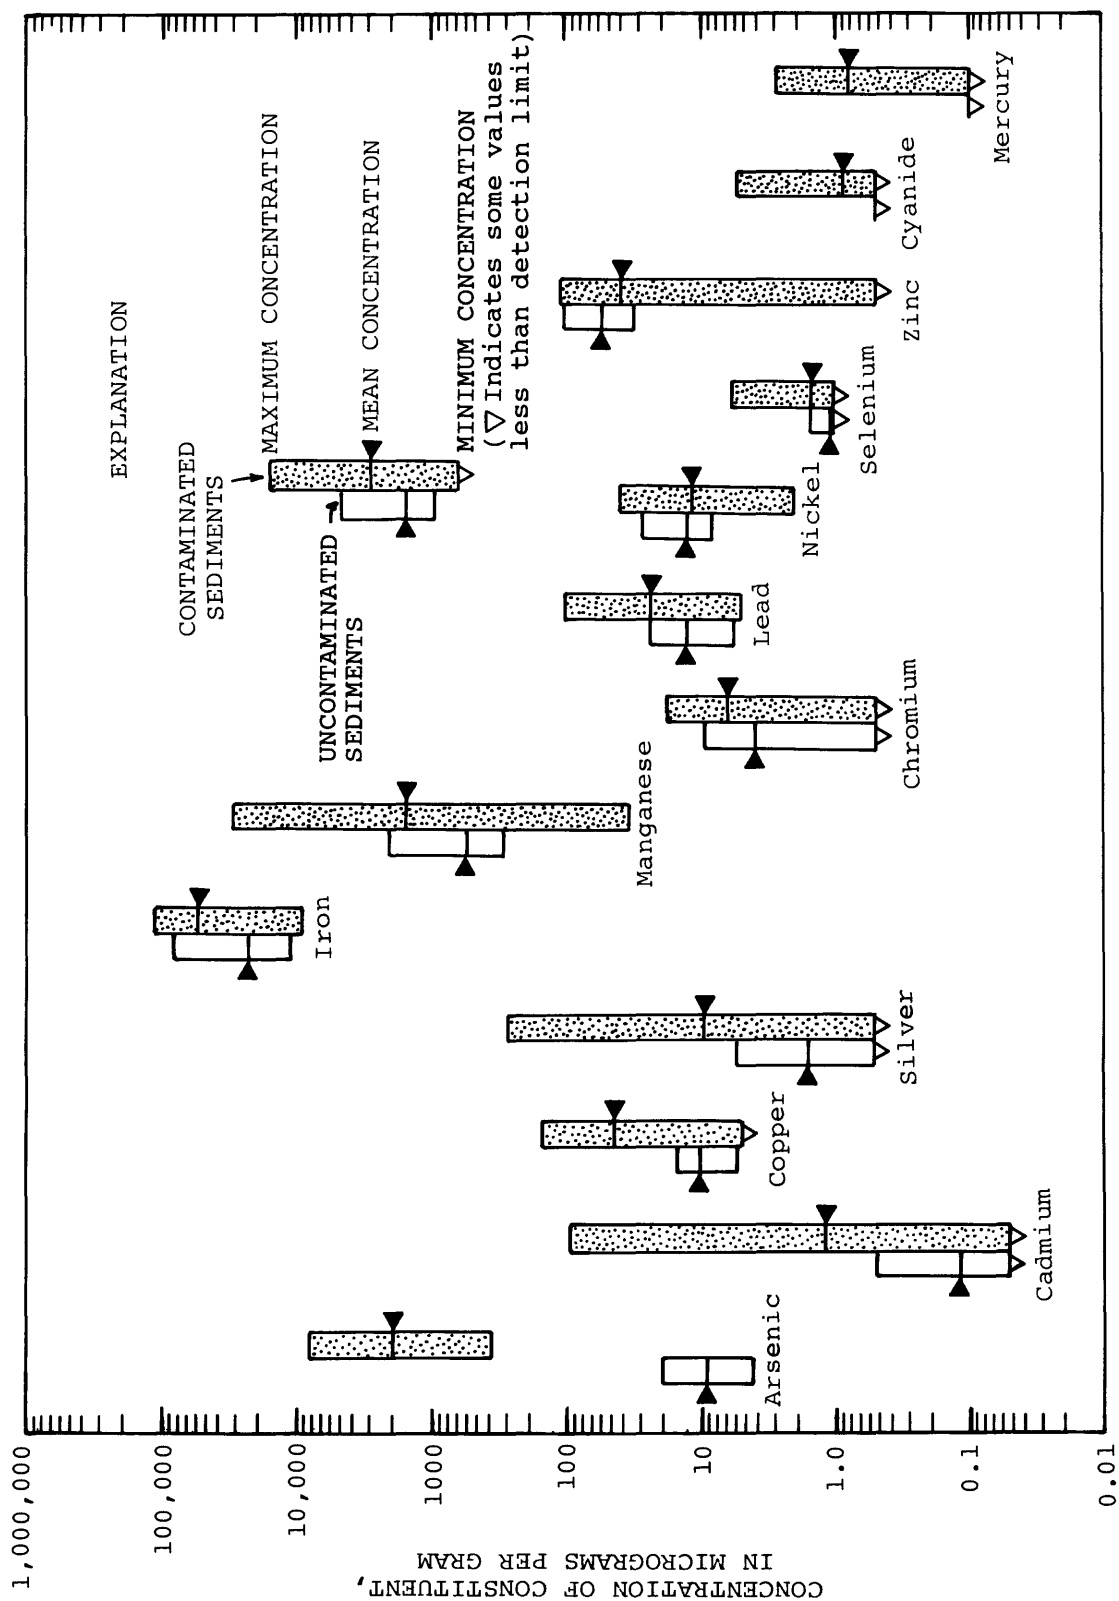 EXPLANATION
CONTAMINATED
SEDIMENTS
MAXIMUM CONCENTRATION
UNCONTAMINATED
SEDIMENTS
MEAN CONCENTRATION
MINIMUM CONCENTRATION
(▽ Indicates some values
less than detection limit)
CONCENTRATION OF CONSTITUENT,
IN MICROGRAMS PER GRAM
1,000,000
100,000
10,000
1000
100
10
1.0
0.1
0.01
Arsenic
Cadmium
Copper
Silver
Iron
Manganese
Chromium
Lead
Nickel
Selenium
Zinc
Cyanide
Mercury